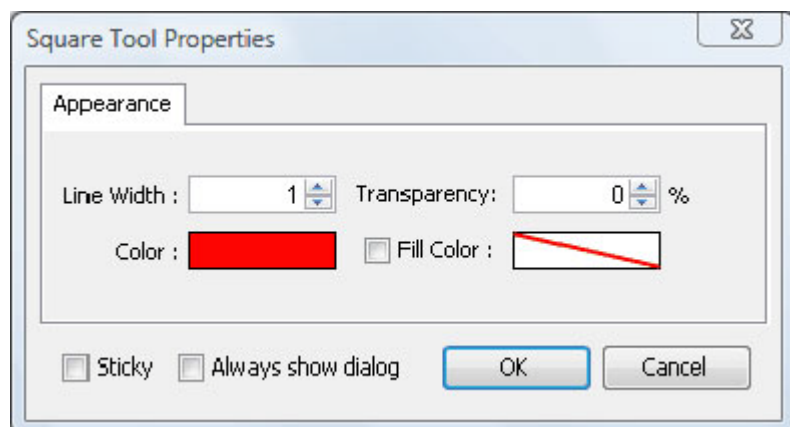 Square Tool Properties
Appearance
Line Width : 1 Transparency: 0 %
Color : Fill Color :
Sticky Always show dialog OK Cancel